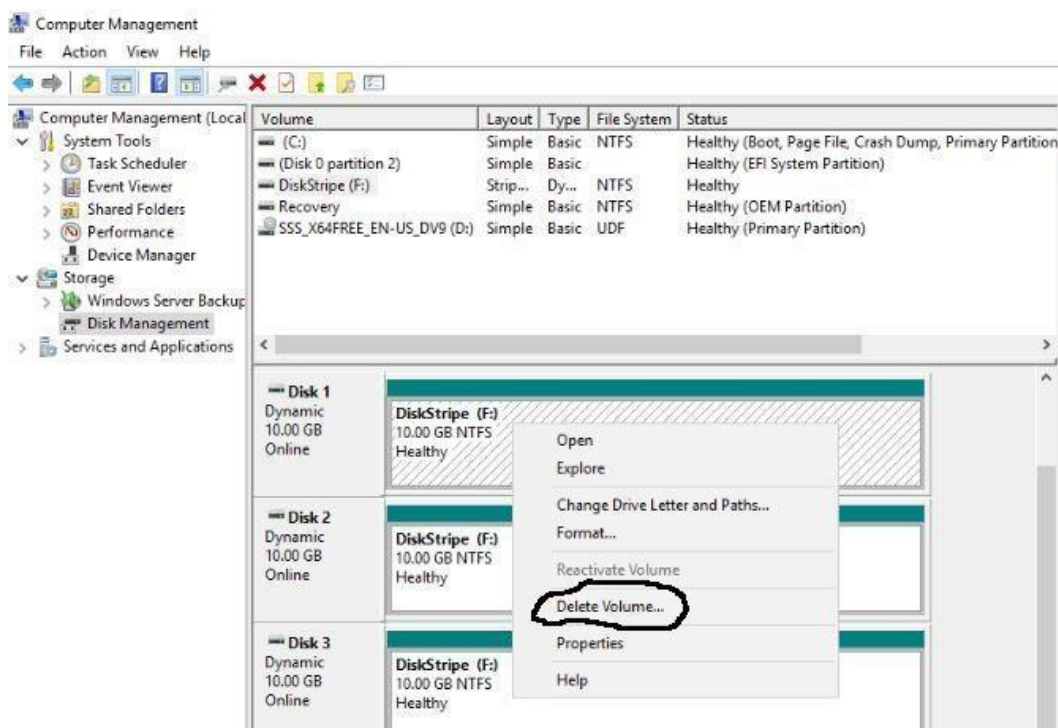 Computer Management
File Action View Help
Computer Management (Local
System Tools
Task Scheduler
Event Viewer
Shared Folders
Performance
Device Manager
Storage
Windows Server Backup
Disk Management
Services and Applications
Volume Layout Type File System Status
(C:) Simple Basic NTFS Healthy (Boot, Page File, Crash Dump, Primary Partition
(Disk 0 partition 2) Simple Basic Healthy (EFI System Partition)
DiskStripe (F:) Strip... Dy... NTFS Healthy
Recovery Simple Basic NTFS Healthy (OEM Partition)
SSS_X64FREE_EN-US_DV9 (D:) Simple Basic UDF Healthy (Primary Partition)
Disk 1
Dynamic
10.00 GB
Online
DiskStripe (F:)
10.00 GB NTFS
Healthy
Disk 2
Dynamic
10.00 GB
Online
DiskStripe (F:)
10.00 GB NTFS
Healthy
Disk 3
Dynamic
10.00 GB
Online
DiskStripe (F:)
10.00 GB NTFS
Healthy
Open
Explore
Change Drive Letter and Paths...
Format...
Reactivate Volume
Delete Volume...
Properties
Help